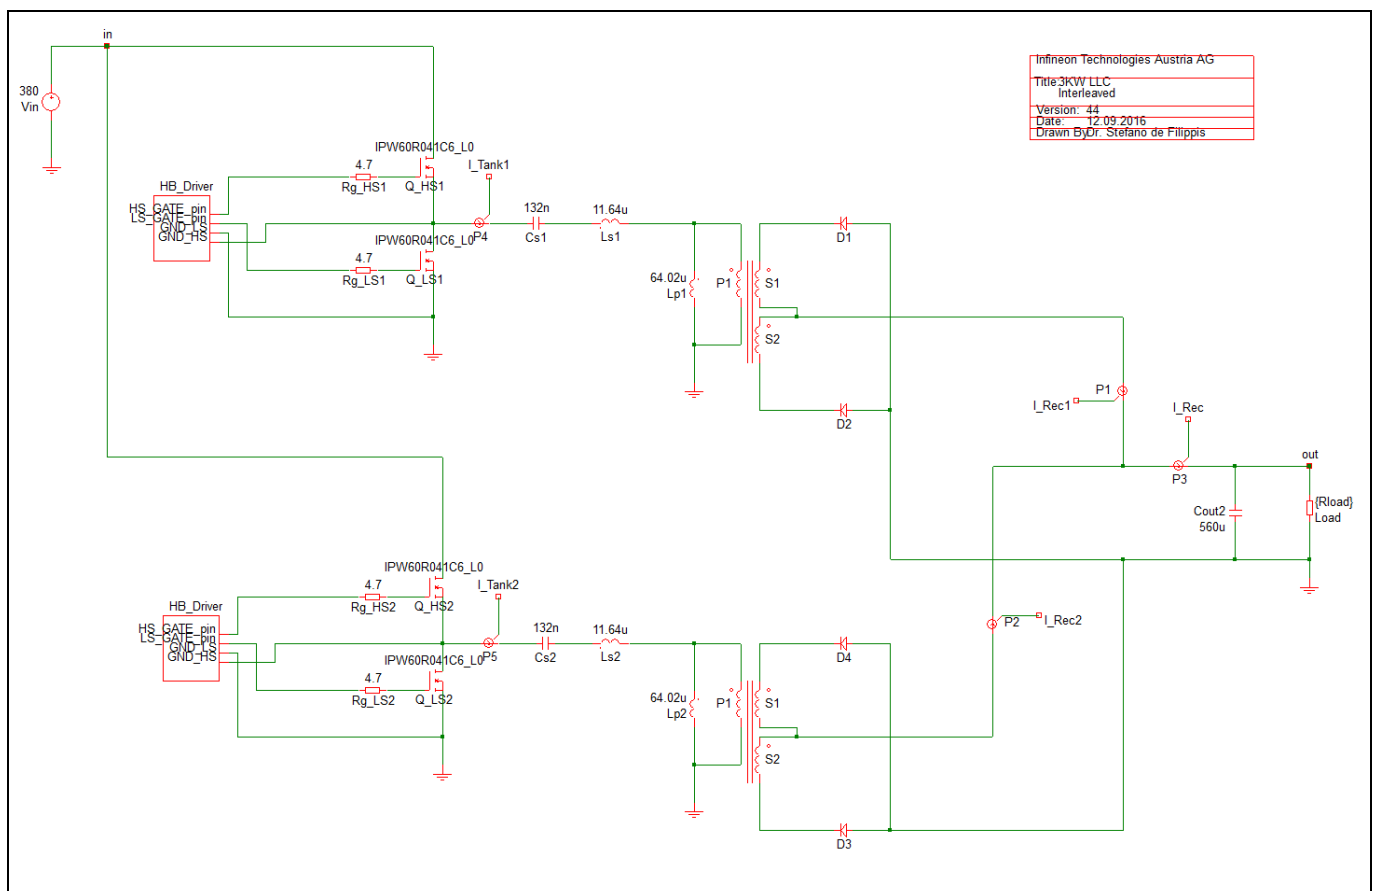 in
380
Vin
Infineon Technologies Austria AG
Title: 3KW LLC
Interleaved
Version: 44
Date: 12.09.2016
Drawn By Dr. Stefano de Filippis
IPW60R041C6_L0
4.7
Rg_HS1
Q_HS1
I_Tank1
HB_Driver
HS_GATE_pin
LS_GATE_pin
GND_LS
GND_HS
P4
132n
Cs1
11.64u
Ls1
D1
IPW60R041C6_L0
4.7
Rg_LS1
Q_LS1
64.02u
Lp1
P1
S1
S2
D2
P1
I_Rec1
I_Rec
P3
out
Cout2
560u
{Rload}
Load
IPW60R041C6_L0
4.7
Rg_HS2
Q_HS2
I_Tank2
HB_Driver
HS_GATE_pin
LS_GATE_pin
GND_LS
GND_HS
P5
132n
Cs2
11.64u
Ls2
D4
P2
I_Rec2
IPW60R041C6_L0
4.7
Rg_LS2
Q_LS2
64.02u
Lp2
P1
S1
S2
D3